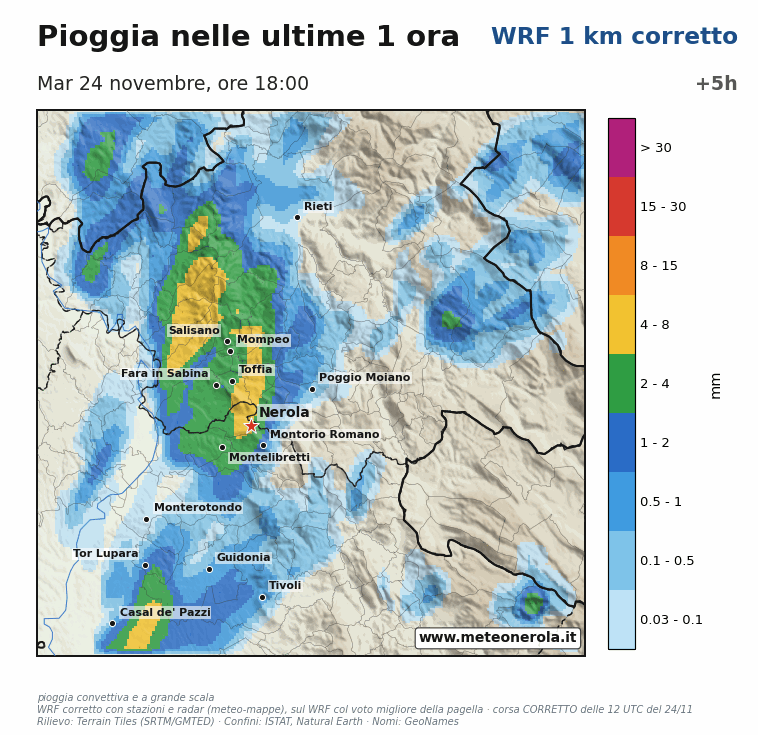 Pioggia nelle ultime 1 ora
WRF 1 km corretto
Mar 24 novembre, ore 18:00
+5h
Rieti
Salisano
Mompeo
Fara in Sabina
Toffia
Poggio Moiano
Nerola
Montorio Romano
Montelibretti
Monterotondo
Tor Lupara
Guidonia
Tivoli
Casal de' Pazzi
www.meteonerola.it
> 30
15 - 30
8 - 15
4 - 8
2 - 4
1 - 2
0.5 - 1
0.1 - 0.5
0.03 - 0.1
mm
pioggia convettiva e a grande scala
WRF corretto con stazioni e radar (meteo-mappe), sul WRF col voto migliore della pagella · corsa CORRETTO delle 12 UTC del 24/11
Rilievo: Terrain Tiles (SRTM/GMTED) · Confini: ISTAT, Natural Earth · Nomi: GeoNames